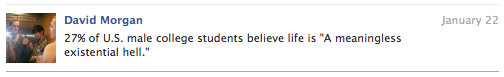 David Morgan January 22
27% of U.S. male college students believe life is "A meaningless
existential hell."